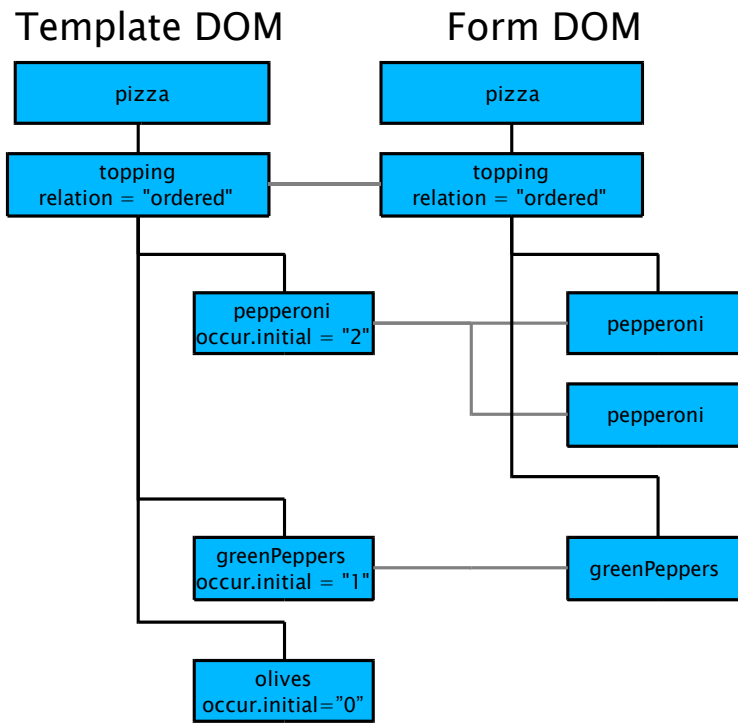 Template DOM
Form DOM
pizza
pizza
topping
relation = "ordered"
topping
relation = "ordered"
pepperoni
occur.initial = "2"
pepperoni
pepperoni
greenPeppers
occur.initial = "1"
greenPeppers
olives
occur.initial="0”